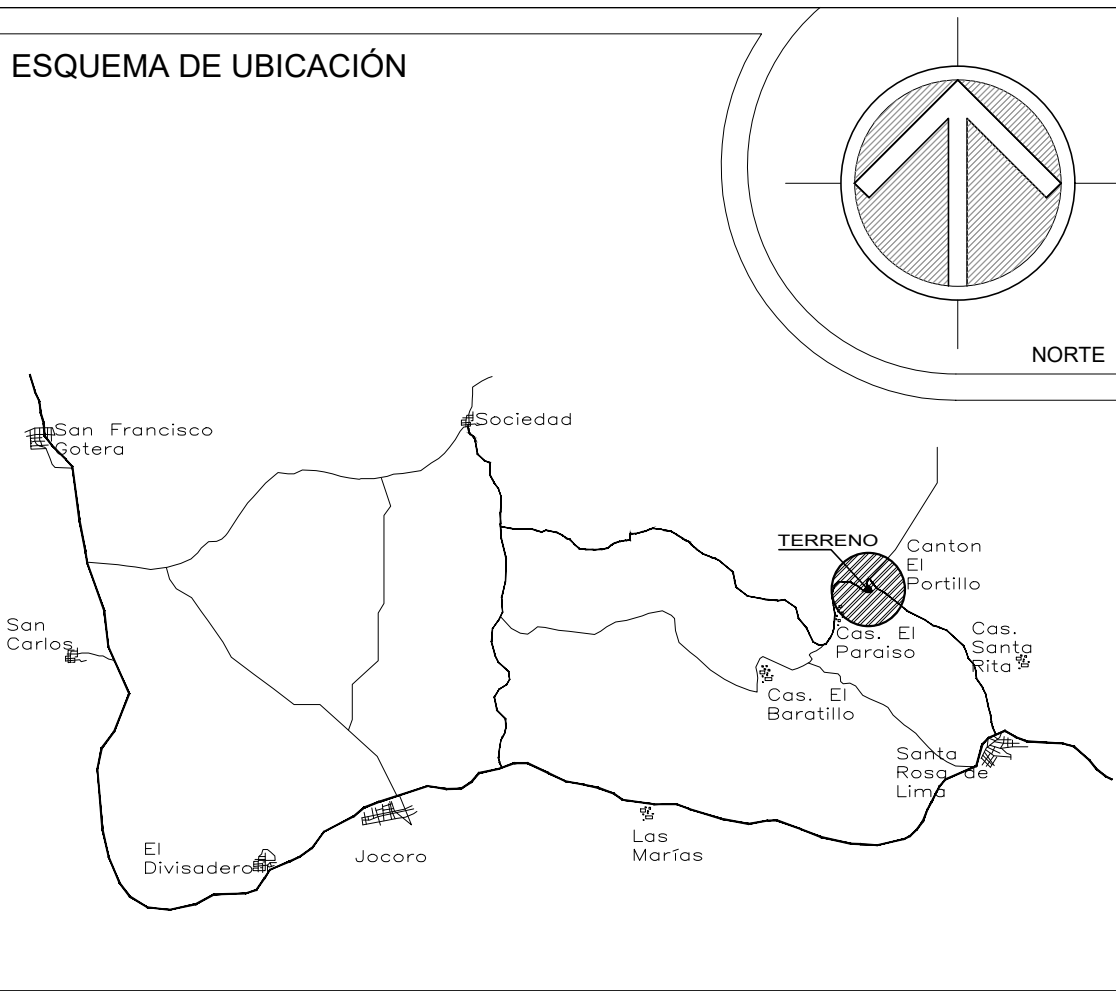 ESQUEMA DE UBICACIÓN
NORTE
San Francisco
Gotera
Sociedad
TERRENO
Canton
El
Portillo
San
Carlos
Cas. El
Paraiso
Cas.
Santa
Rita
Cas. El
Baratillo
Santa
Rosa de
Lima
El
Divisadero
Jocoro
Las
Marías